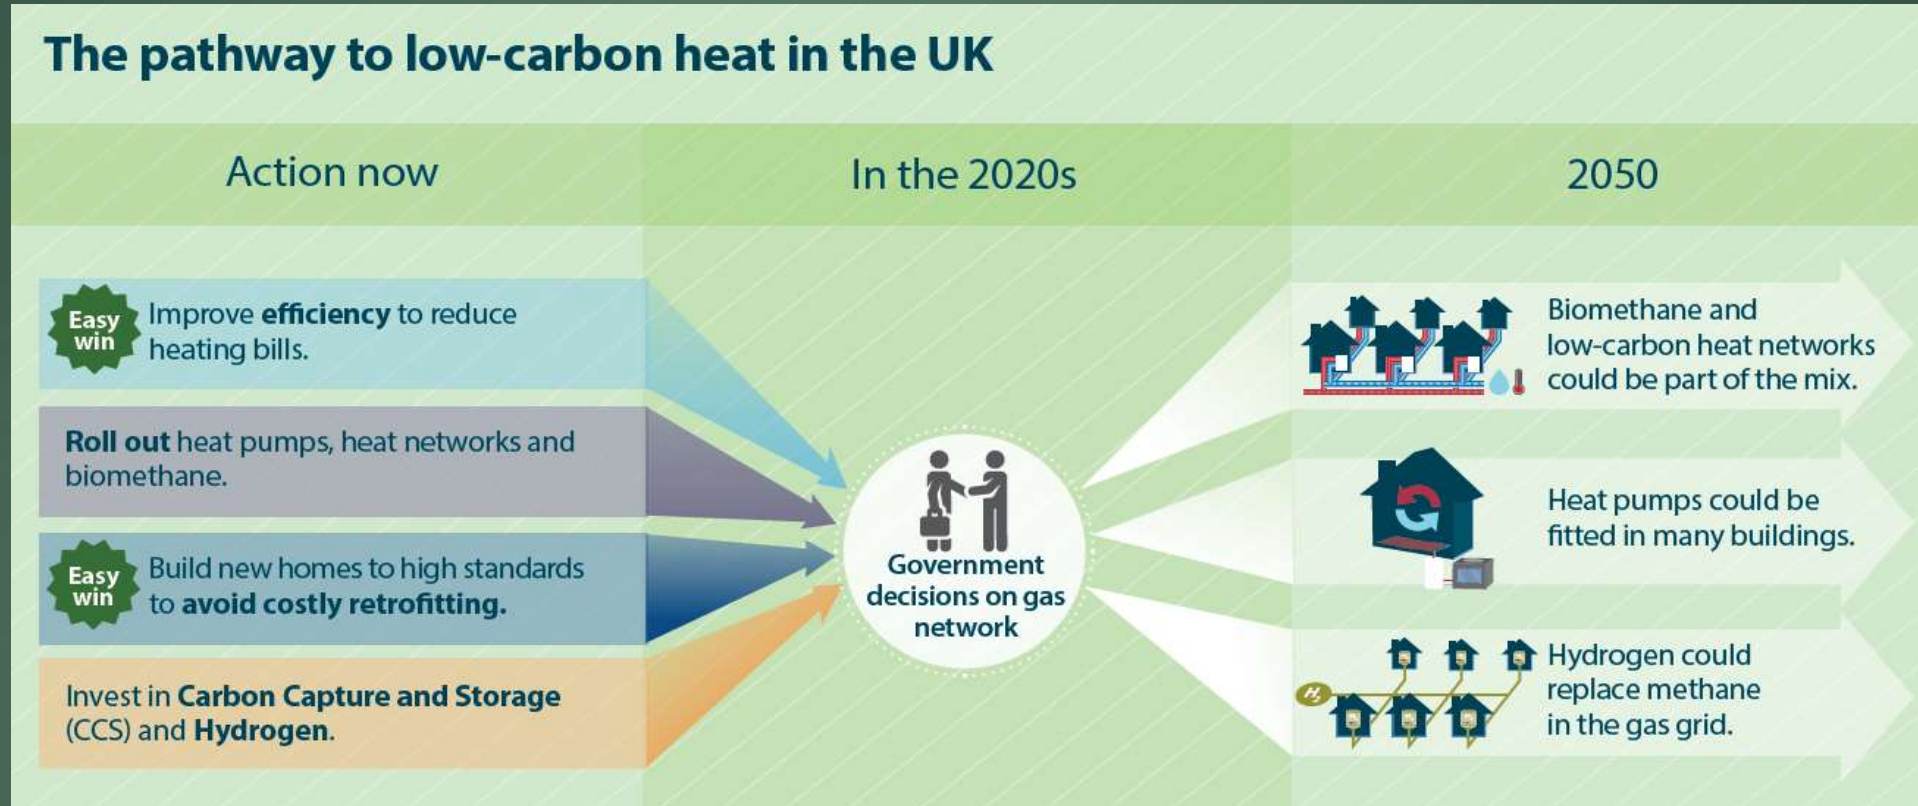 The pathway to low-carbon heat in the UK
Action now
In the 2020s
2050
Easy
win
Improve efficiency to reduce
heating bills.
Roll out heat pumps, heat networks and
biomethane.
Easy
win
Build new homes to high standards
to avoid costly retrofitting.
Invest in Carbon Capture and Storage
(CCS) and Hydrogen.
Government
decisions on gas
network
Biomethane and
low-carbon heat networks
could be part of the mix.
Heat pumps could be
fitted in many buildings.
H₂
Hydrogen could
replace methane
in the gas grid.